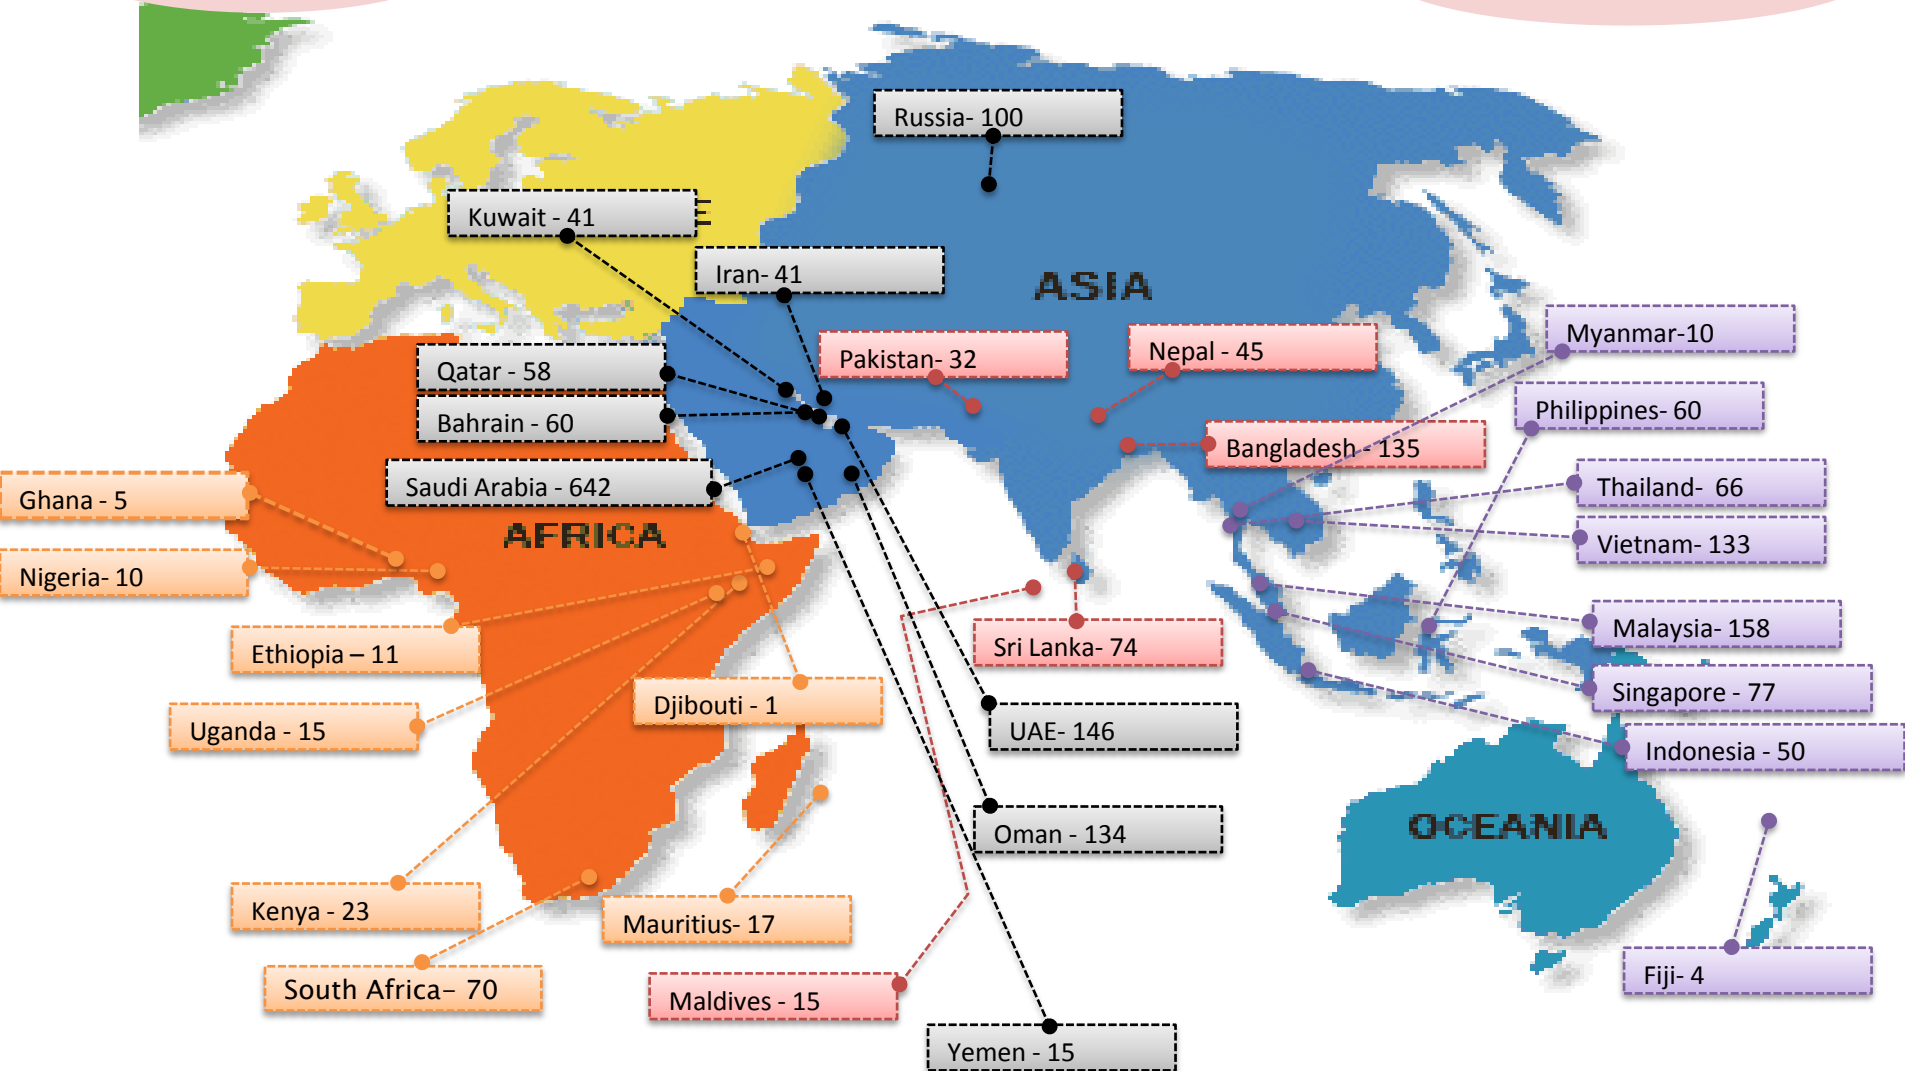 Russia- 100
Kuwait - 41
E
Iran- 41
ASIA
Myanmar-10
Pakistan- 32
Nepal - 45
Qatar - 58
Philippines- 60
Bahrain - 60
Bangladesh - 135
Saudi Arabia - 642
Thailand- 66
Ghana - 5
AFRICA
Vietnam- 133
Nigeria- 10
Malaysia- 158
Ethiopia – 11
Sri Lanka- 74
Singapore - 77
Djibouti - 1
Uganda - 15
UAE- 146
Indonesia - 50
Oman - 134
OCEANIA
Kenya - 23
Mauritius- 17
South Africa– 70
Maldives - 15
Fiji- 4
Yemen - 15